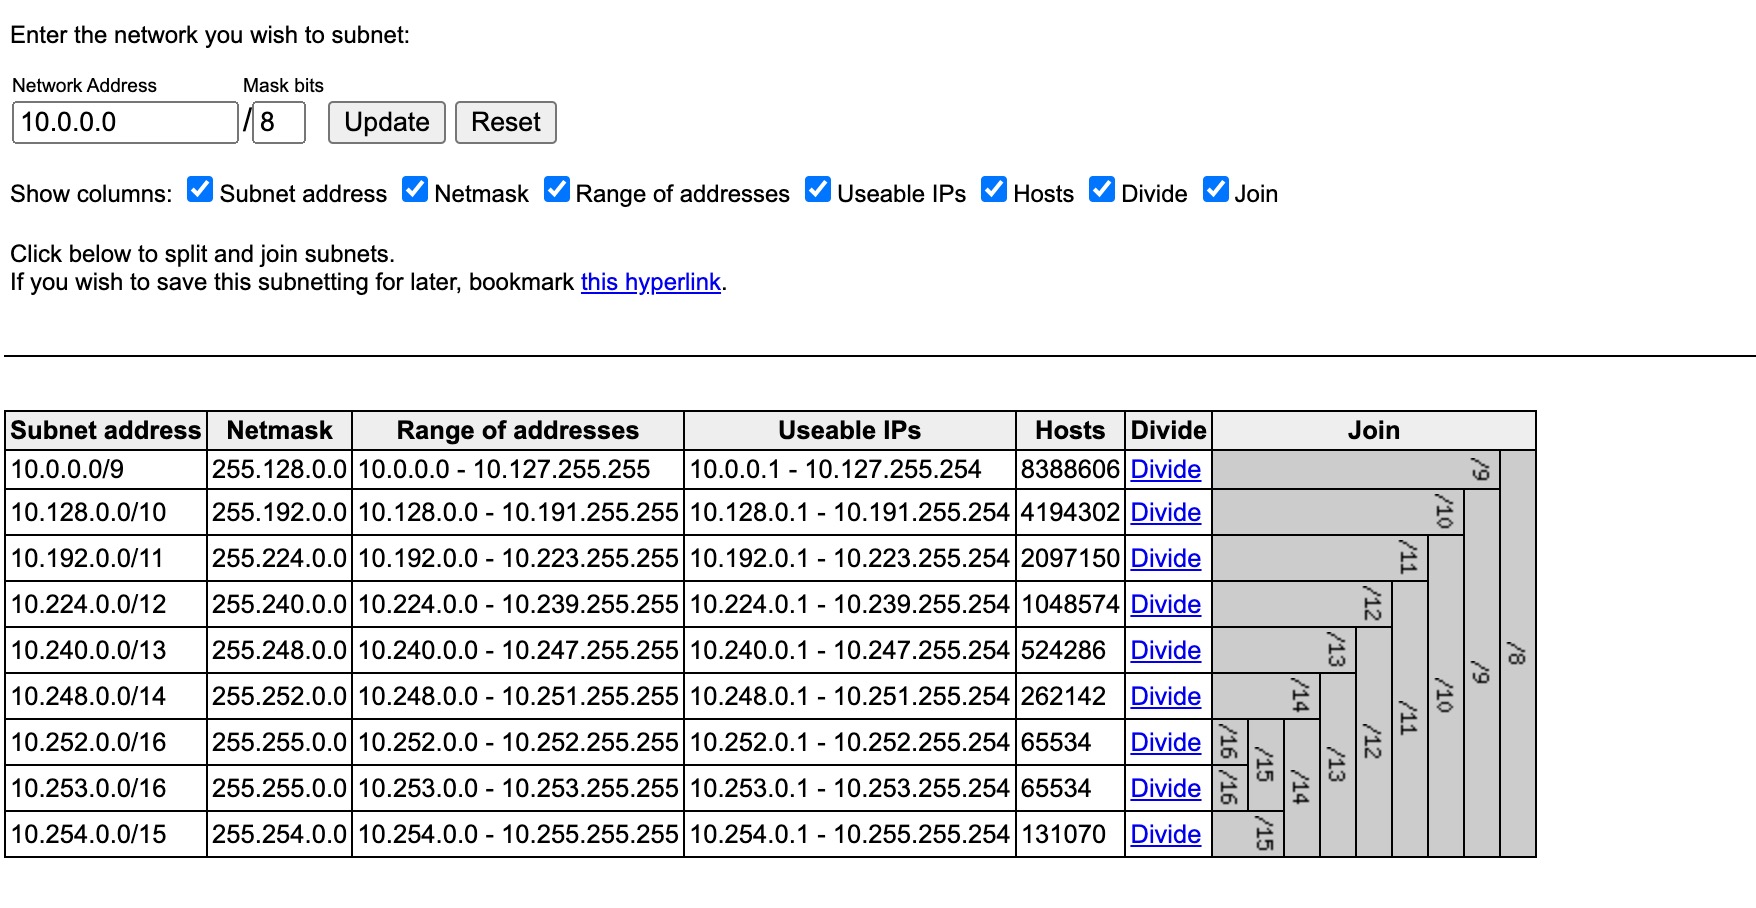 Enter the network you wish to subnet:
Network Address Mask bits
10.0.0.0 / 8 Update Reset
Show columns: Subnet address Netmask Range of addresses Useable IPs Hosts Divide Join
Click below to split and join subnets.
If you wish to save this subnetting for later, bookmark this hyperlink.
Subnet address Netmask Range of addresses Useable IPs Hosts Divide Join
10.0.0.0/9 255.128.0.0 10.0.0.0 - 10.127.255.255 10.0.0.1 - 10.127.255.254 8388606 Divide /9
10.128.0.0/10 255.192.0.0 10.128.0.0 - 10.191.255.255 10.128.0.1 - 10.191.255.254 4194302 Divide /10
10.192.0.0/11 255.224.0.0 10.192.0.0 - 10.223.255.255 10.192.0.1 - 10.223.255.254 2097150 Divide /11
10.224.0.0/12 255.240.0.0 10.224.0.0 - 10.239.255.255 10.224.0.1 - 10.239.255.254 1048574 Divide /12
10.240.0.0/13 255.248.0.0 10.240.0.0 - 10.247.255.255 10.240.0.1 - 10.247.255.254 524286 Divide /13
10.248.0.0/14 255.252.0.0 10.248.0.0 - 10.251.255.255 10.248.0.1 - 10.251.255.254 262142 Divide /14
10.252.0.0/16 255.255.0.0 10.252.0.0 - 10.252.255.255 10.252.0.1 - 10.252.255.254 65534 Divide /16 /15 /14 /13 /12 /11 /10 /9 /8
10.253.0.0/16 255.255.0.0 10.253.0.0 - 10.253.255.255 10.253.0.1 - 10.253.255.254 65534 Divide /16
10.254.0.0/15 255.254.0.0 10.254.0.0 - 10.255.255.255 10.254.0.1 - 10.255.255.254 131070 Divide /15